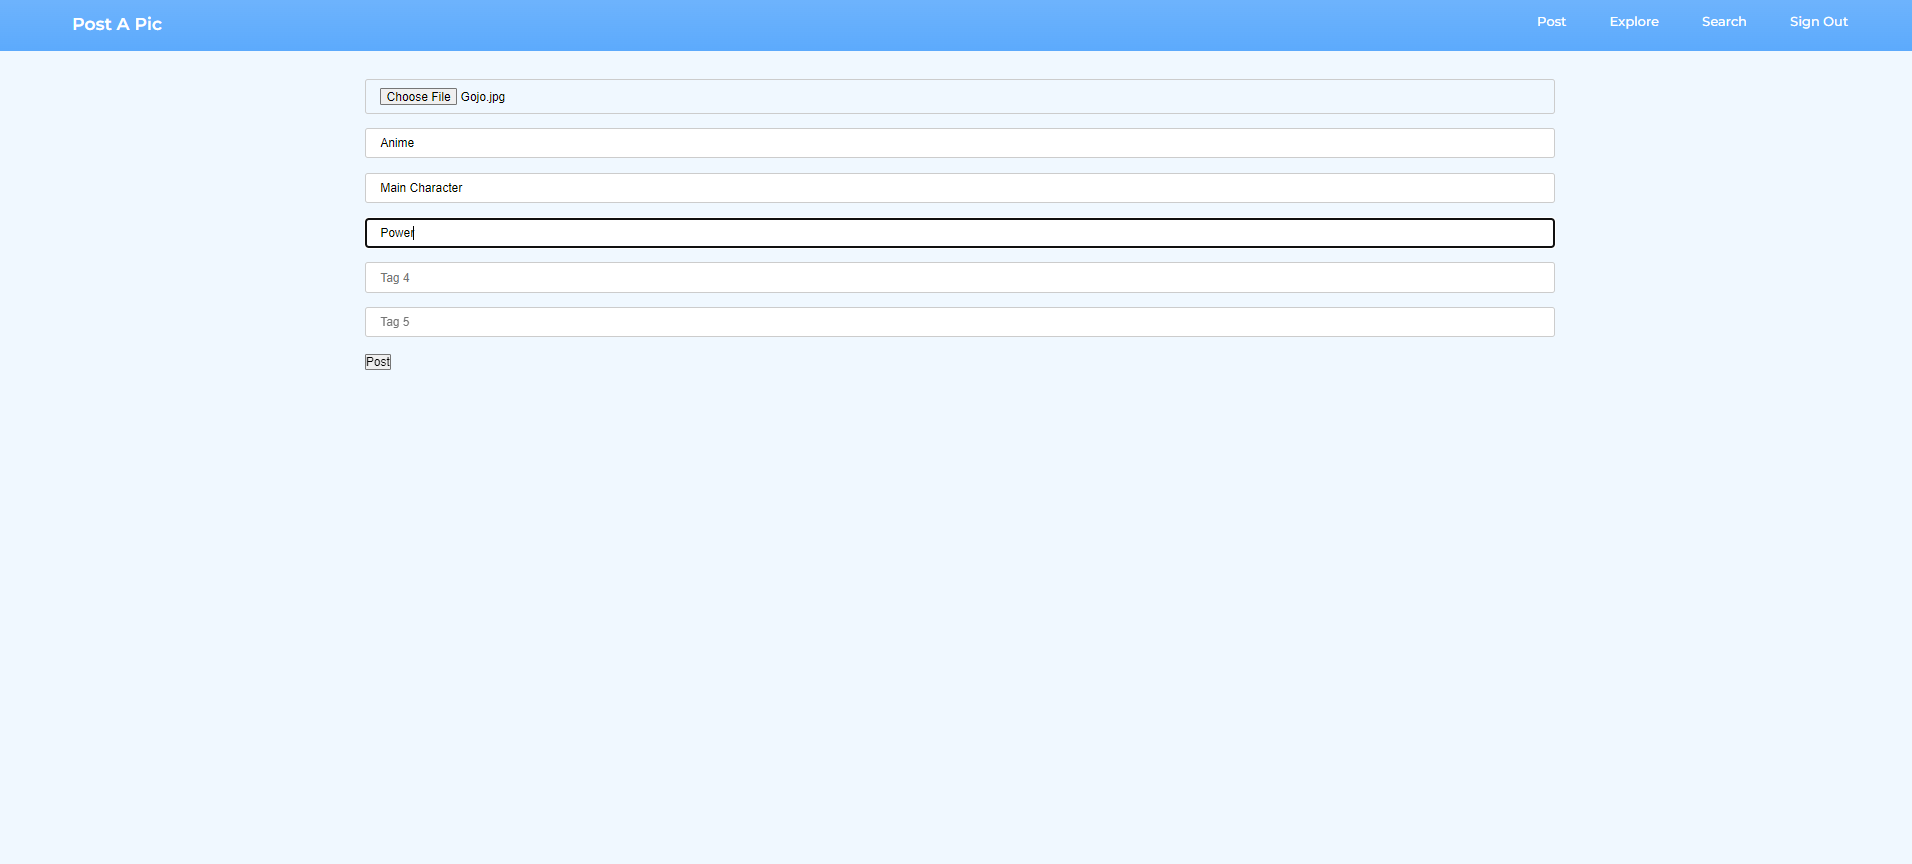 Post A Pic
Post Explore Search Sign Out
Choose File Gojo.jpg
Anime
Main Character
Power
Tag 4
Tag 5
Post